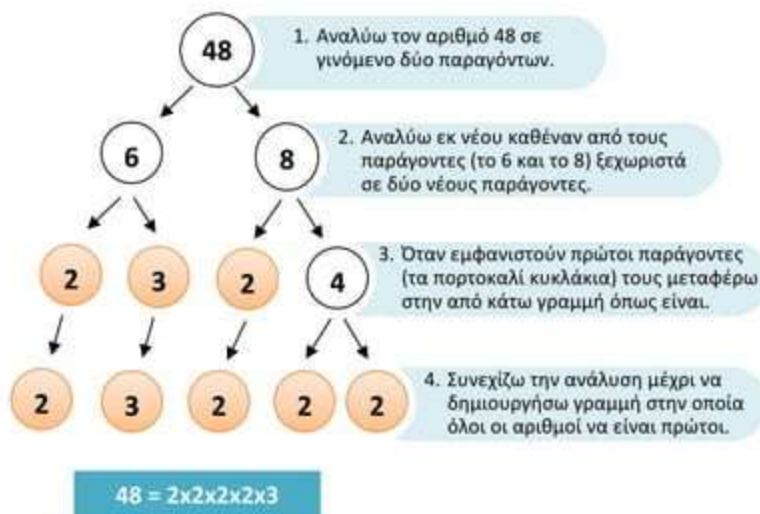 48
1. Αναλύω τον αριθμό 48 σε
γινόμενο δύο παραγόντων.
6
8
2. Αναλύω εκ νέου καθέναν από τους
παράγοντες (το 6 και το 8) ξεχωριστά
σε δύο νέους παράγοντες.
2
3
2
4
3. Όταν εμφανιστούν πρώτοι παράγοντες
(τα πορτοκαλί κυκλάκια) τους μεταφέρω
στην από κάτω γραμμή όπως είναι.
2
3
2
2
2
4. Συνεχίζω την ανάλυση μέχρι να
δημιουργήσω γραμμή στην οποία
όλοι οι αριθμοί να είναι πρώτοι.
48 = 2x2x2x2x3